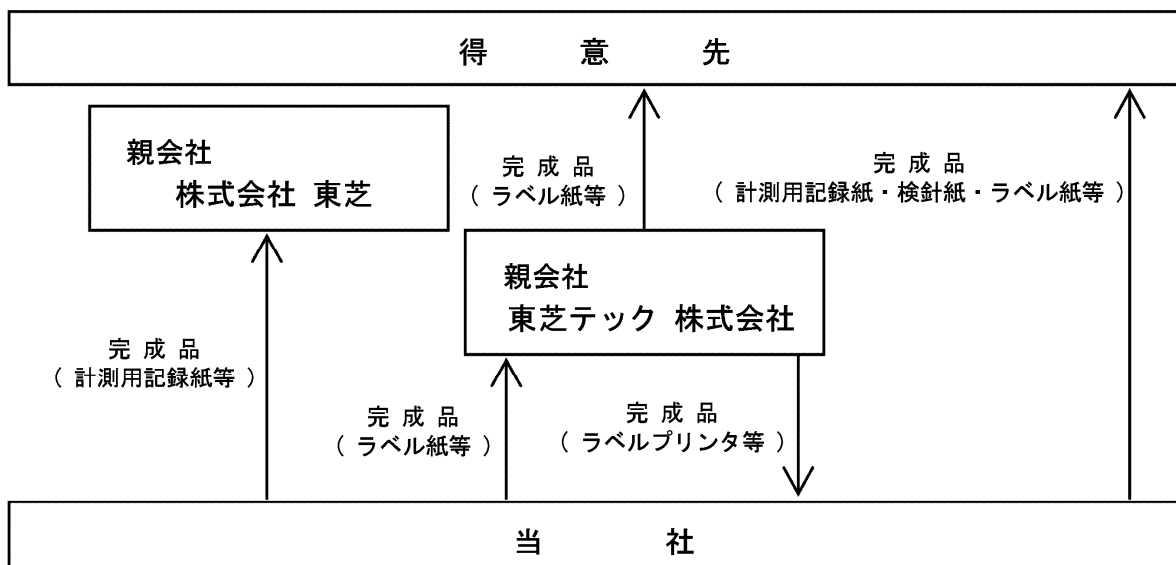 得意先
親会社
株式会社 東芝
完成品
（ ラベル紙等 ）
完成品
（ 計測用記録紙・検針紙・ラベル紙等 ）
親会社
東芝テック 株式会社
完成品
（ 計測用記録紙等 ）
完成品
（ ラベル紙等 ）
完成品
（ ラベルプリンタ等 ）
当社